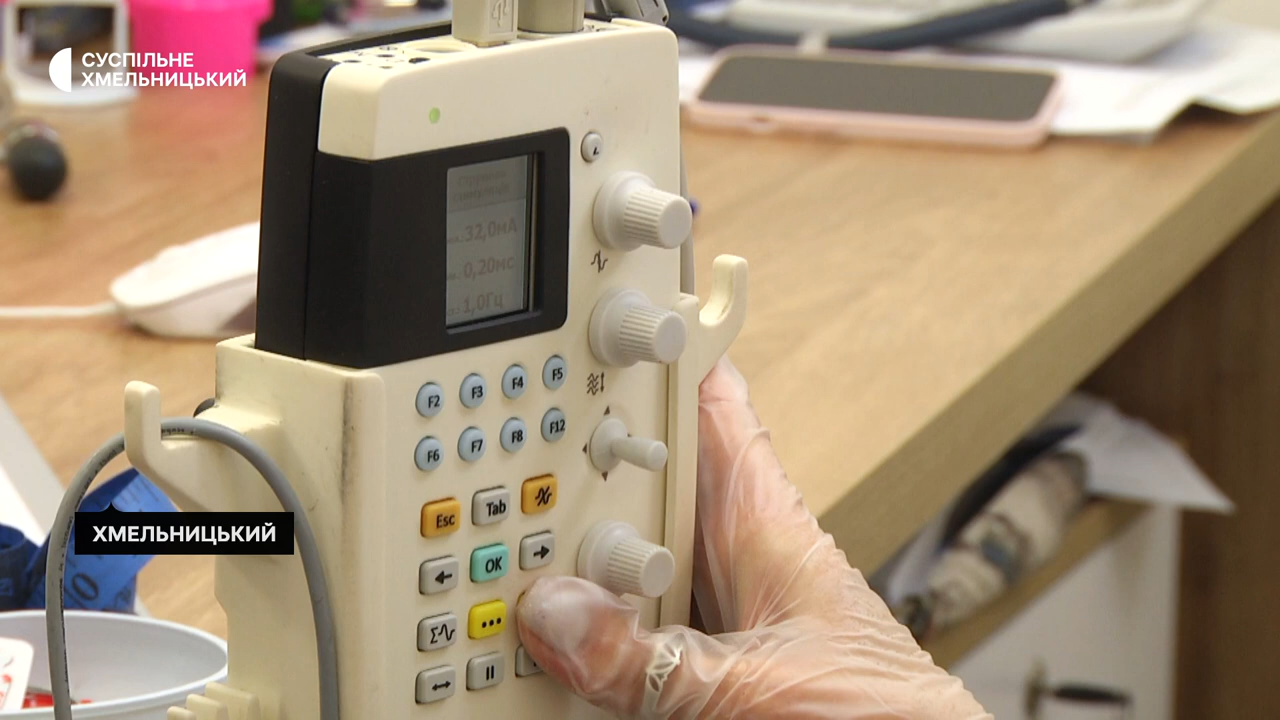 СУСПІЛЬНЕ
ХМЕЛЬНИЦЬКИЙ
32,0мА
0,20мс
1,0Гц
F2 F3 F4 F5
F6 F7 F8 F12
Esc Tab
OK
ХМЕЛЬНИЦЬКИЙ